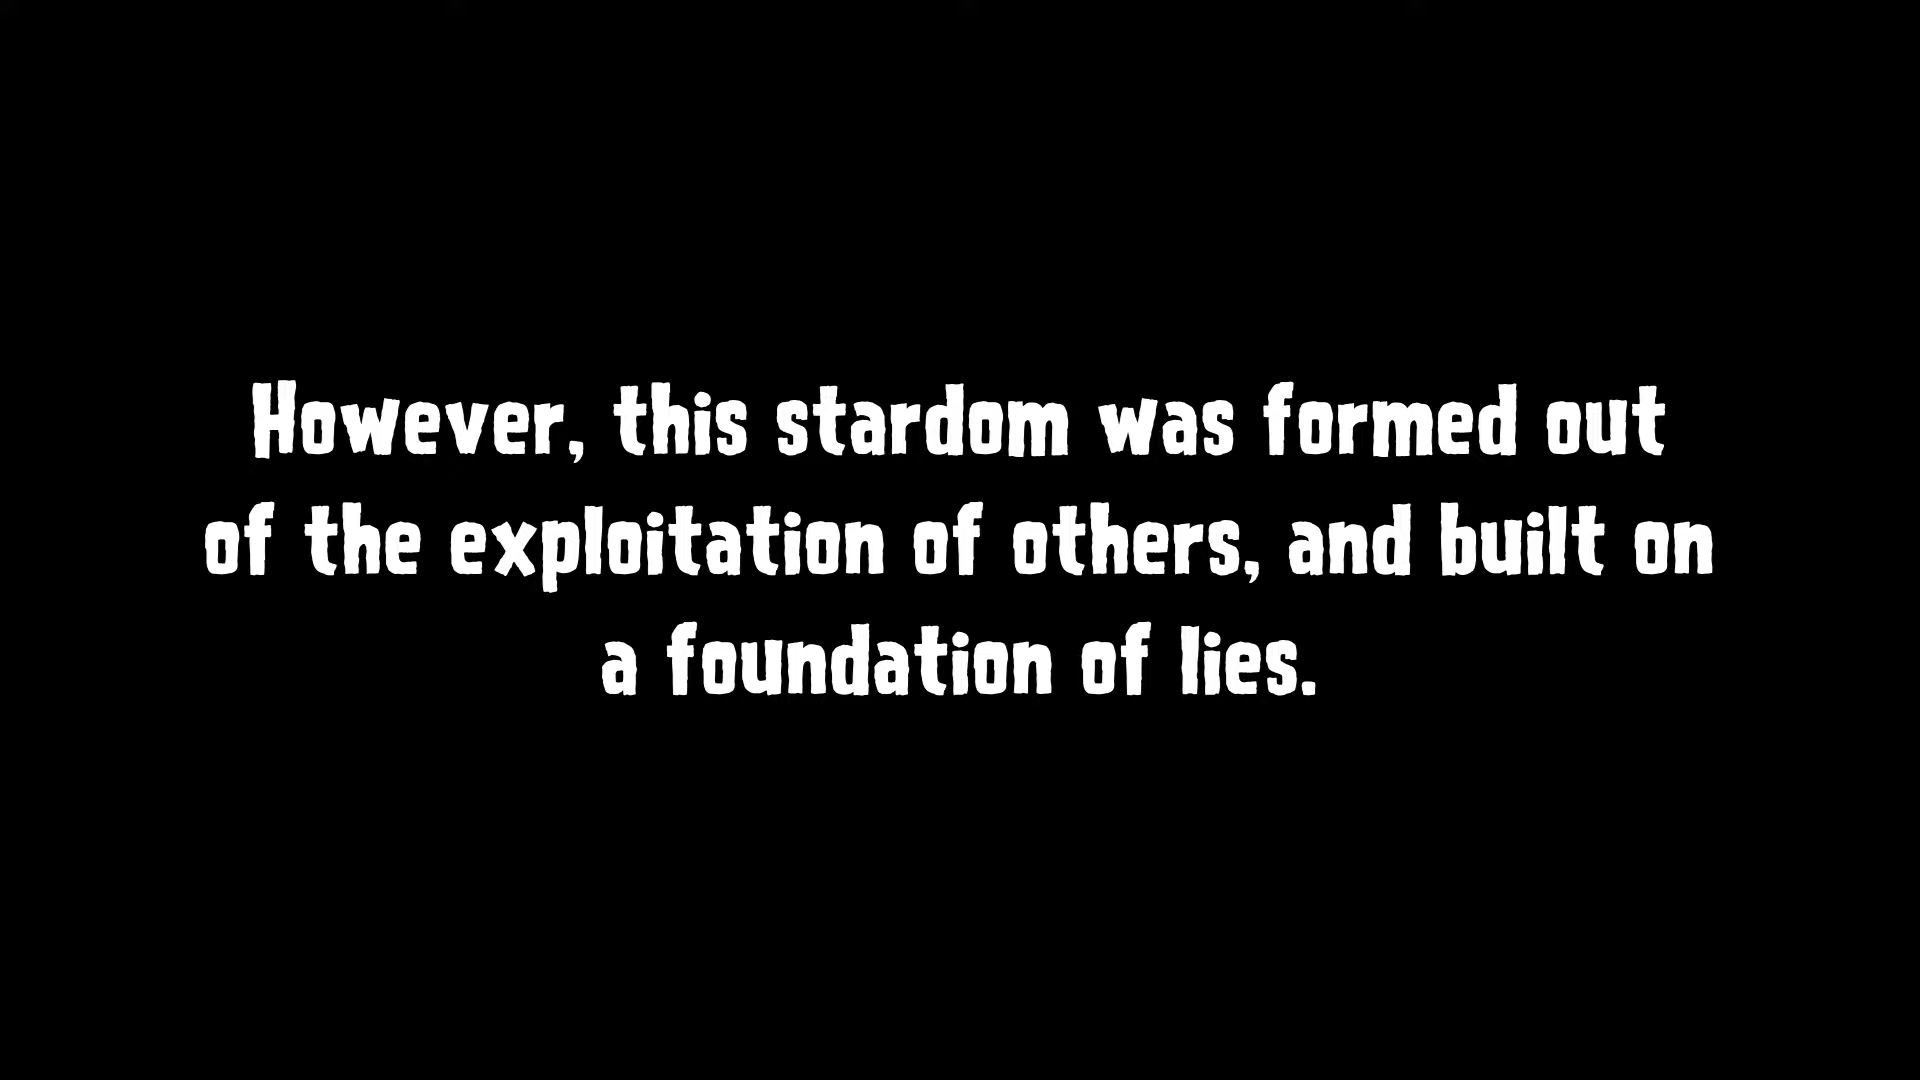 However, this stardom was formed out
of the exploitation of others, and built on
a foundation of lies.